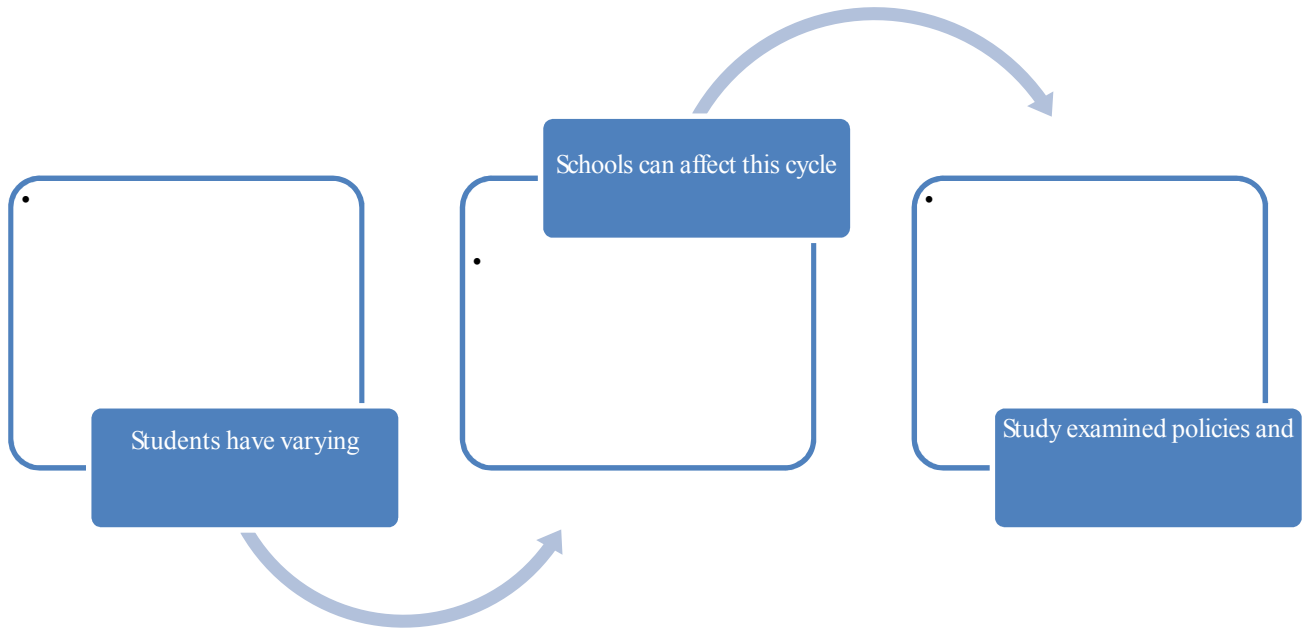 Students have varying
Schools can affect this cycle
Study examined policies and